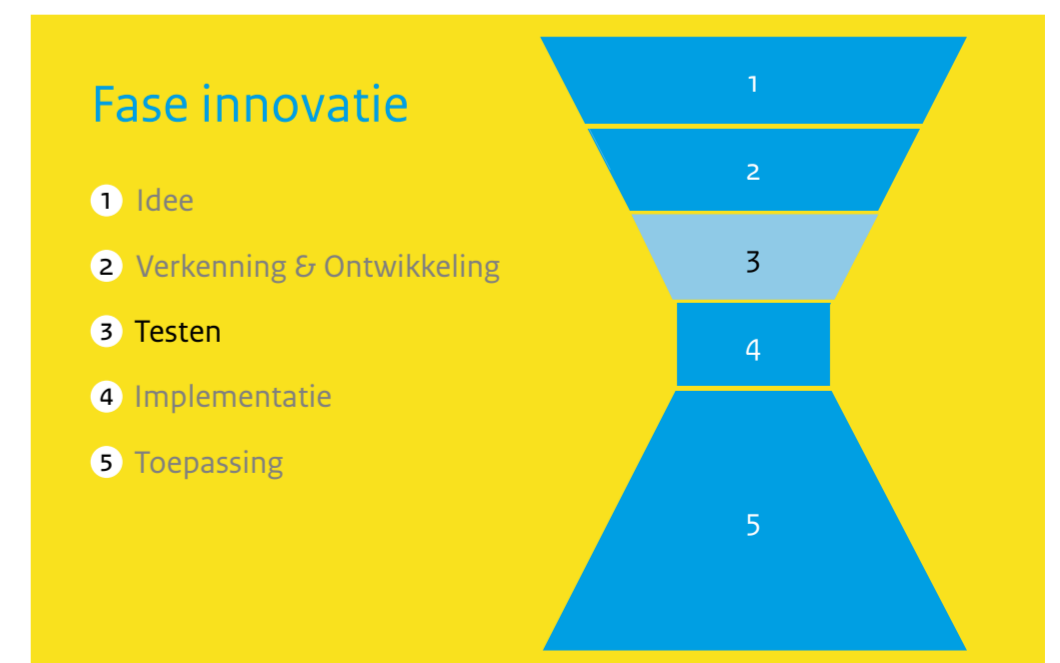 Fase innovatie
1 Idee
2 Verkenning & Ontwikkeling
3 Testen
4 Implementatie
5 Toepassing
1
2
3
4
5